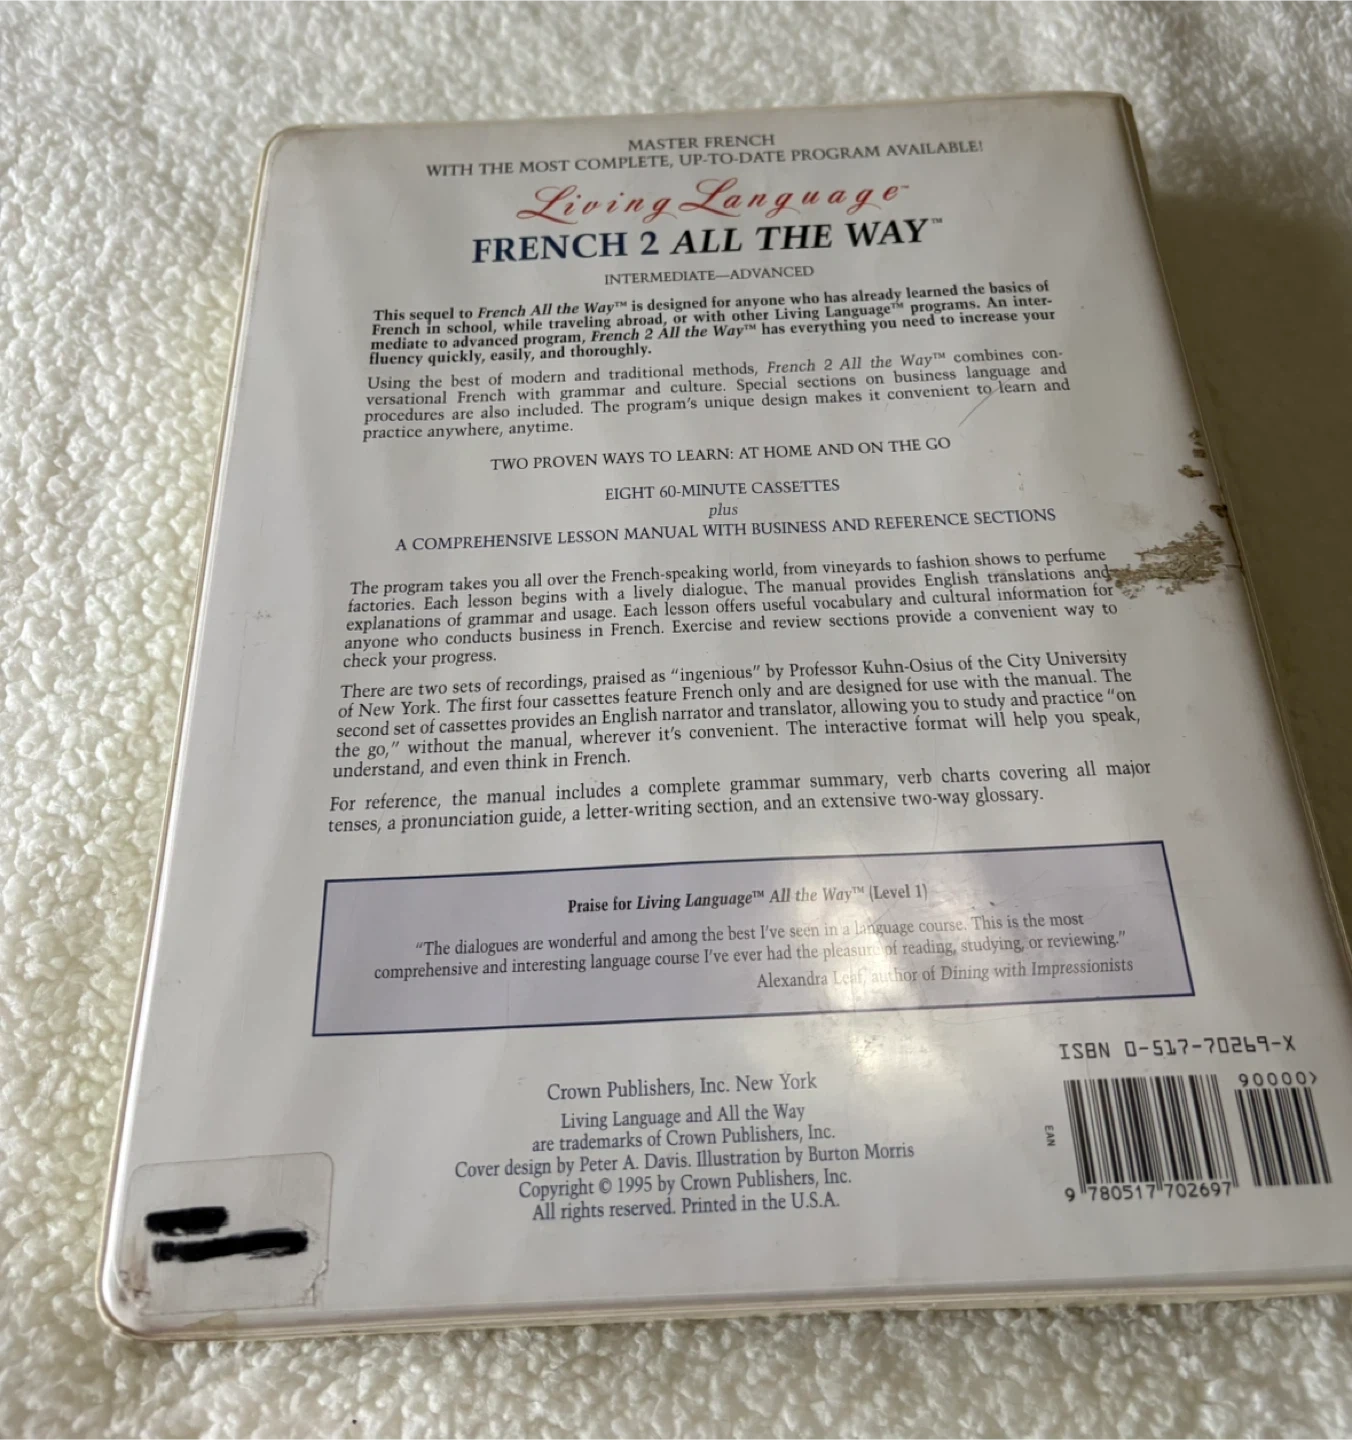 MASTER FRENCH
WITH THE MOST COMPLETE, UP-TO-DATE PROGRAM AVAILABLE!
Living Language™
FRENCH 2 ALL THE WAY™
INTERMEDIATE—ADVANCED
This sequel to French All the Way™ is designed for anyone who has already learned the basics of
French in school, while traveling abroad, or with other Living Language™ programs. An inter-
mediate to advanced program, French 2 All the Way™ has everything you need to increase your
fluency quickly, easily, and thoroughly.
Using the best of modern and traditional methods, French 2 All the Way™ combines con-
versational French with grammar and culture. Special sections on business language and
procedures are also included. The program's unique design makes it convenient to learn and
practice anywhere, anytime.
TWO PROVEN WAYS TO LEARN: AT HOME AND ON THE GO
EIGHT 60-MINUTE CASSETTES
plus
A COMPREHENSIVE LESSON MANUAL WITH BUSINESS AND REFERENCE SECTIONS
The program takes you all over the French-speaking world, from vineyards to fashion shows to perfume
factories. Each lesson begins with a lively dialogue. The manual provides English translations and
explanations of grammar and usage. Each lesson offers useful vocabulary and cultural information for
anyone who conducts business in French. Exercise and review sections provide a convenient way to
check your progress.
There are two sets of recordings, praised as “ingenious” by Professor Kuhn-Osius of the City University
of New York. The first four cassettes feature French only and are designed for use with the manual. The
second set of cassettes provides an English narrator and translator, allowing you to study and practice “on
the go,” without the manual, wherever it's convenient. The interactive format will help you speak,
understand, and even think in French.
For reference, the manual includes a complete grammar summary, verb charts covering all major
tenses, a pronunciation guide, a letter-writing section, and an extensive two-way glossary.
Praise for Living Language™ All the Way™ (Level 1)
“The dialogues are wonderful and among the best I've seen in a language course. This is the most
comprehensive and interesting language course I've ever had the pleasure of reading, studying, or reviewing.”
Alexandra Leaf, author of Dining with Impressionists
ISBN 0-517-70269-X
90000>
EAN
9 780517 702697
Crown Publishers, Inc. New York
Living Language and All the Way
are trademarks of Crown Publishers, Inc.
Cover design by Peter A. Davis. Illustration by Burton Morris
Copyright © 1995 by Crown Publishers, Inc.
All rights reserved. Printed in the U.S.A.